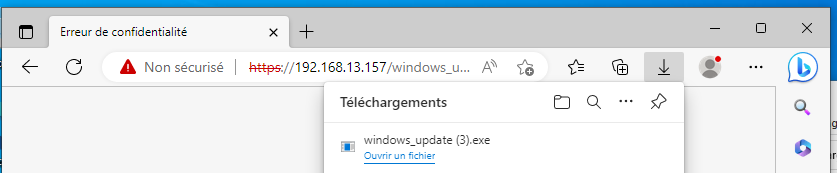 Erreur de confidentialité
Non sécurisé https://192.168.13.157/windows_u...
Téléchargements
windows_update (3).exe
Ouvrir un fichier